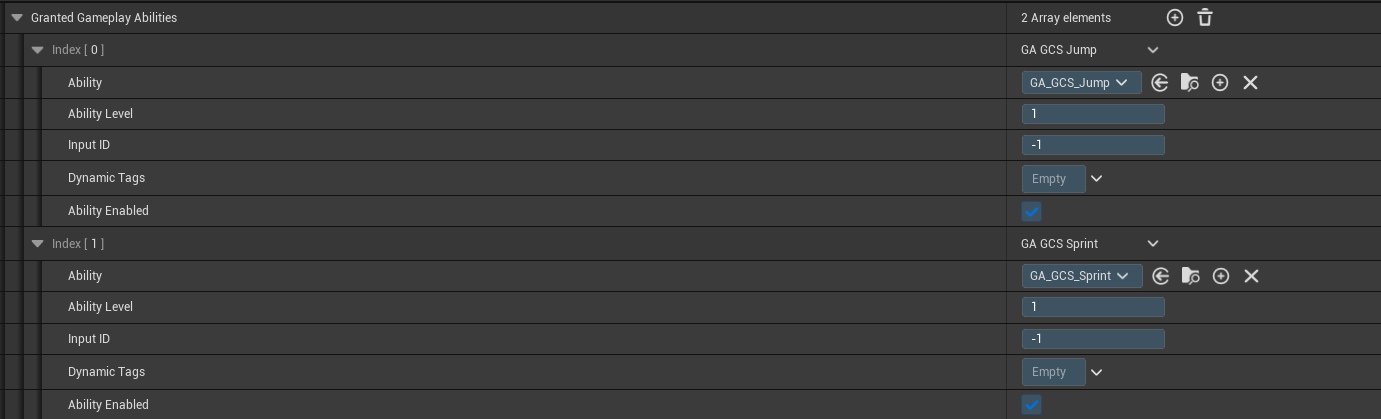 Granted Gameplay Abilities 2 Array elements
Index [ 0 ] GA GCS Jump
Ability GA_GCS_Jump
Ability Level 1
Input ID -1
Dynamic Tags Empty
Ability Enabled
Index [ 1 ] GA GCS Sprint
Ability GA_GCS_Sprint
Ability Level 1
Input ID -1
Dynamic Tags Empty
Ability Enabled